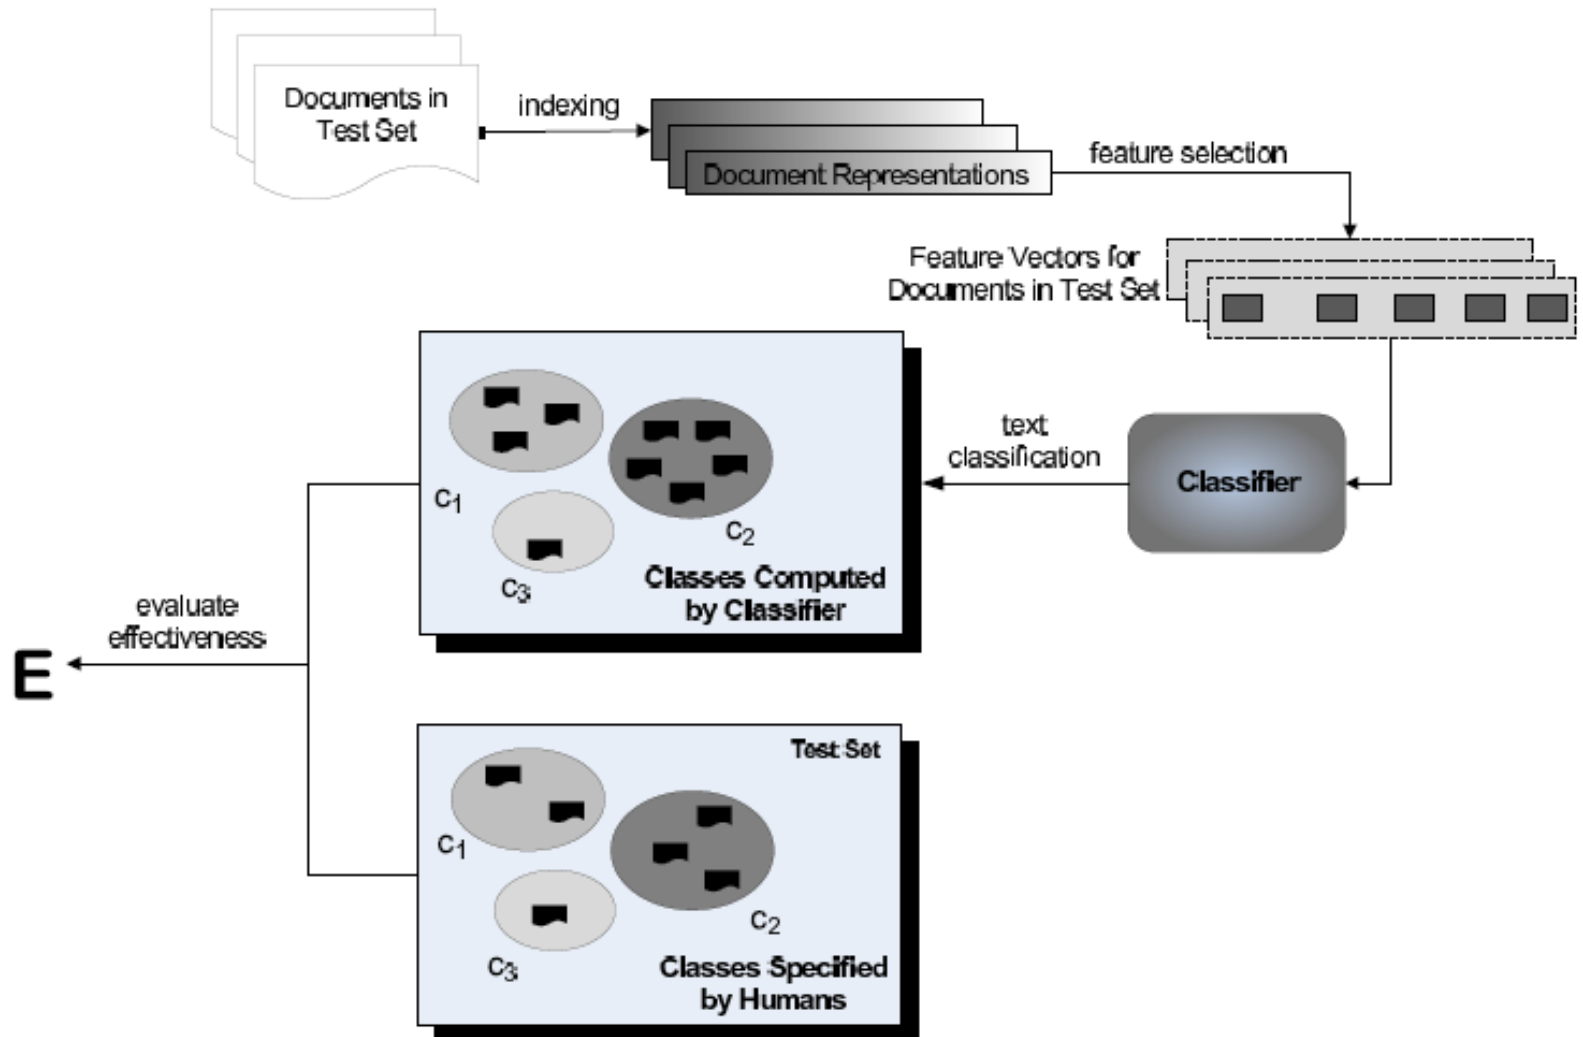 Documents in
Test Set
indexing
Document Representations
feature selection
Feature Vectors for
Documents in Test Set
Classifier
text
classification
c1
c2
c3
Classes Computed
by Classifier
evaluate
effectiveness
E
Test Set
c1
c2
c3
Classes Specified
by Humans